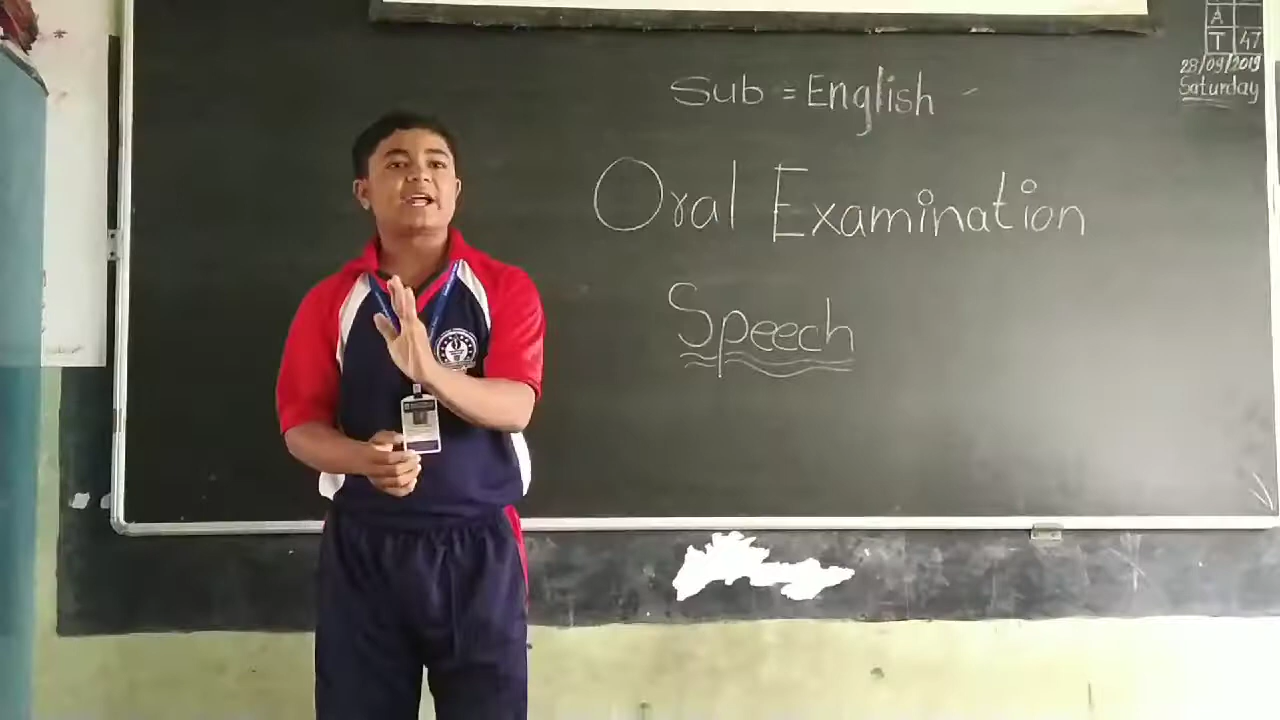 Sub = English
Oral Examination
Speech
A
T 47
28/09/2019
Saturday